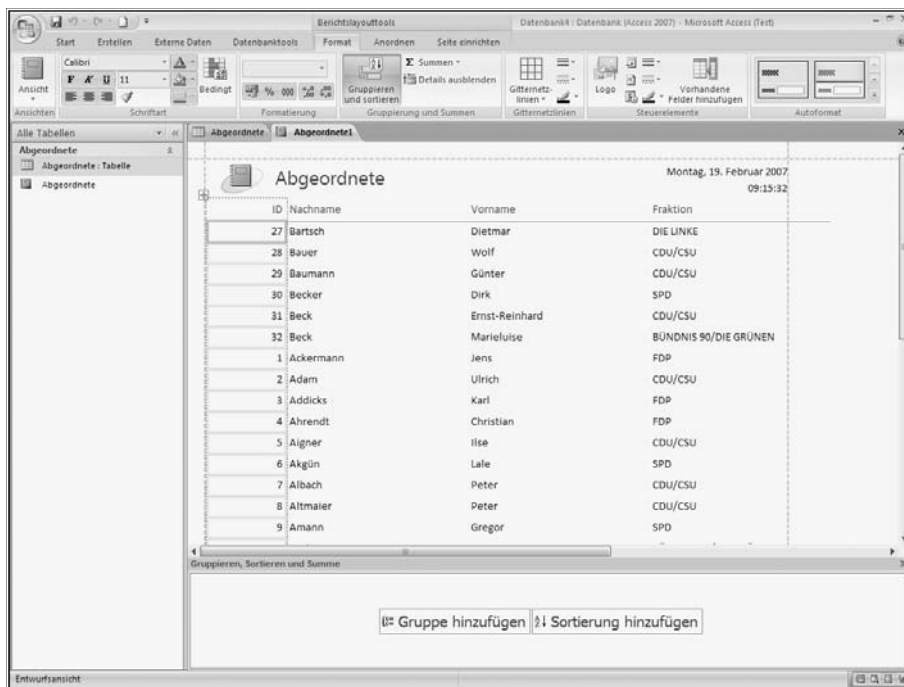 Berichtslayouttools
Datenbank4 : Datenbank (Access 2007) - Microsoft Access (Test)
Start Erstellen Externe Daten Datenbanktools Format Anordnen Seite einrichten
Ansicht
Calibri
F K U 11
Bedingt
% 000
Gruppieren und sortieren
Σ Summen
Details ausblenden
Gitternetz-linien
Logo
Vorhandene Felder hinzufügen
Ansichten Schriftart Formatierung Gruppierung und Summen Gitternetzlinien Steuerelemente AutoFormat
Alle Tabellen
Abgeordnete
Abgeordnete : Tabelle
Abgeordnete
Abgeordnete Abgeordnete1
Abgeordnete
Montag, 19. Februar 2007
09:15:32
ID Nachname Vorname Fraktion
27 Bartsch Dietmar DIE LINKE
28 Bauer Wolf CDU/CSU
29 Baumann Günter CDU/CSU
30 Becker Dirk SPD
31 Beck Ernst-Reinhard CDU/CSU
32 Beck Marieluise BÜNDNIS 90/DIE GRÜNEN
1 Ackermann Jens FDP
2 Adam Ulrich CDU/CSU
3 Addicks Karl FDP
4 Ahrendt Christian FDP
5 Aigner Ilse CDU/CSU
6 Akgün Lale SPD
7 Albach Peter CDU/CSU
8 Altmaier Peter CDU/CSU
9 Amann Gregor SPD
Gruppieren, Sortieren und Summe
Gruppe hinzufügen Sortierung hinzufügen
Entwurfsansicht